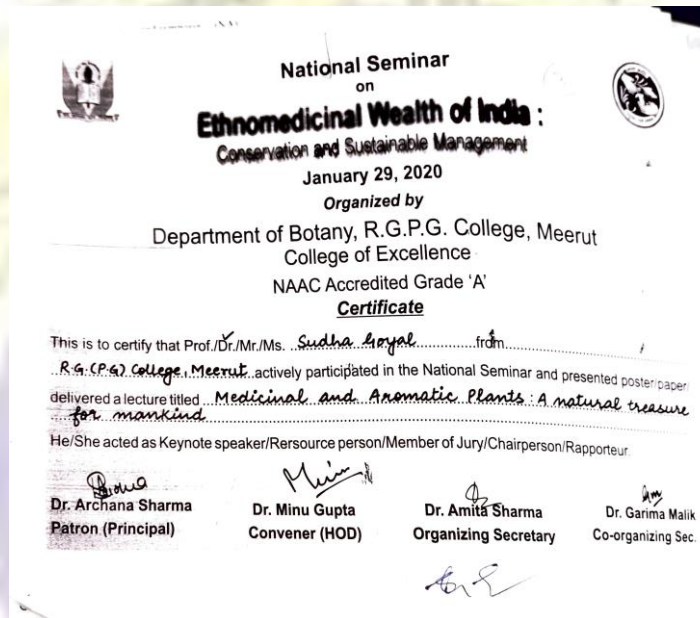 National Seminar
on
Ethnomedicinal Wealth of India :
Conservation and Sustainable Management
January 29, 2020
Organized by
Department of Botany, R.G.P.G. College, Meerut
College of Excellence
NAAC Accredited Grade 'A'
Certificate
This is to certify that Prof./Dr./Mr./Ms. Sudha Goyal from
R.G.(P.G) College, Meerut actively participated in the National Seminar and presented poster/paper/
delivered a lecture titled Medicinal and Aromatic Plants : A natural treasure
for mankind
He/She acted as Keynote speaker/Rersource person/Member of Jury/Chairperson/Rapporteur
Dr. Archana Sharma Dr. Minu Gupta Dr. Amita Sharma Dr. Garima Malik
Patron (Principal) Convener (HOD) Organizing Secretary Co-organizing Sec.